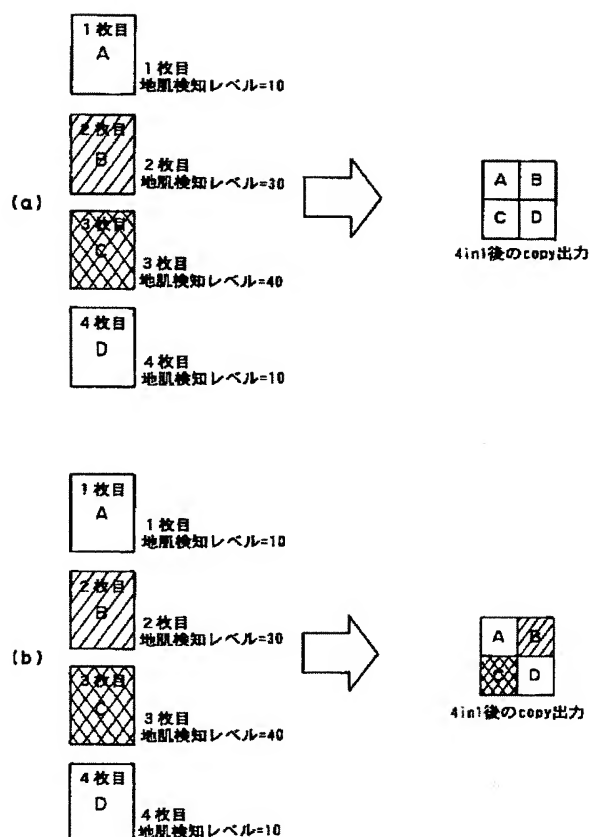 1枚目
A
1枚目
地肌検知レベル=10
2枚目
B
2枚目
地肌検知レベル=30
(a)
3枚目
C
3枚目
地肌検知レベル=40
4枚目
D
4枚目
地肌検知レベル=10
A B
C D
4in1後のcopy出力
1枚目
A
1枚目
地肌検知レベル=10
2枚目
B
2枚目
地肌検知レベル=30
(b)
3枚目
C
3枚目
地肌検知レベル=40
4枚目
D
4枚目
地肌検知レベル=10
A B
C D
4in1後のcopy出力